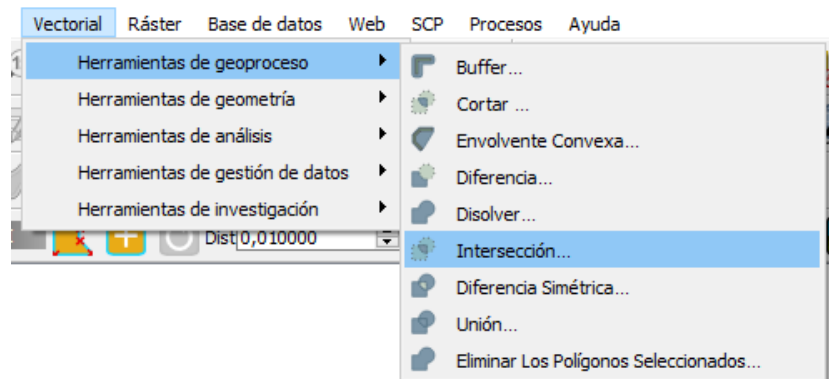 Vectorial Ráster Base de datos Web SCP Procesos Ayuda
Herramientas de geoproceso
Herramientas de geometría
Herramientas de análisis
Herramientas de gestión de datos
Herramientas de investigación
Dist 0,010000
Buffer...
Cortar ...
Envolvente Convexa...
Diferencia...
Disolver...
Intersección...
Diferencia Simétrica...
Unión...
Eliminar Los Polígonos Seleccionados...